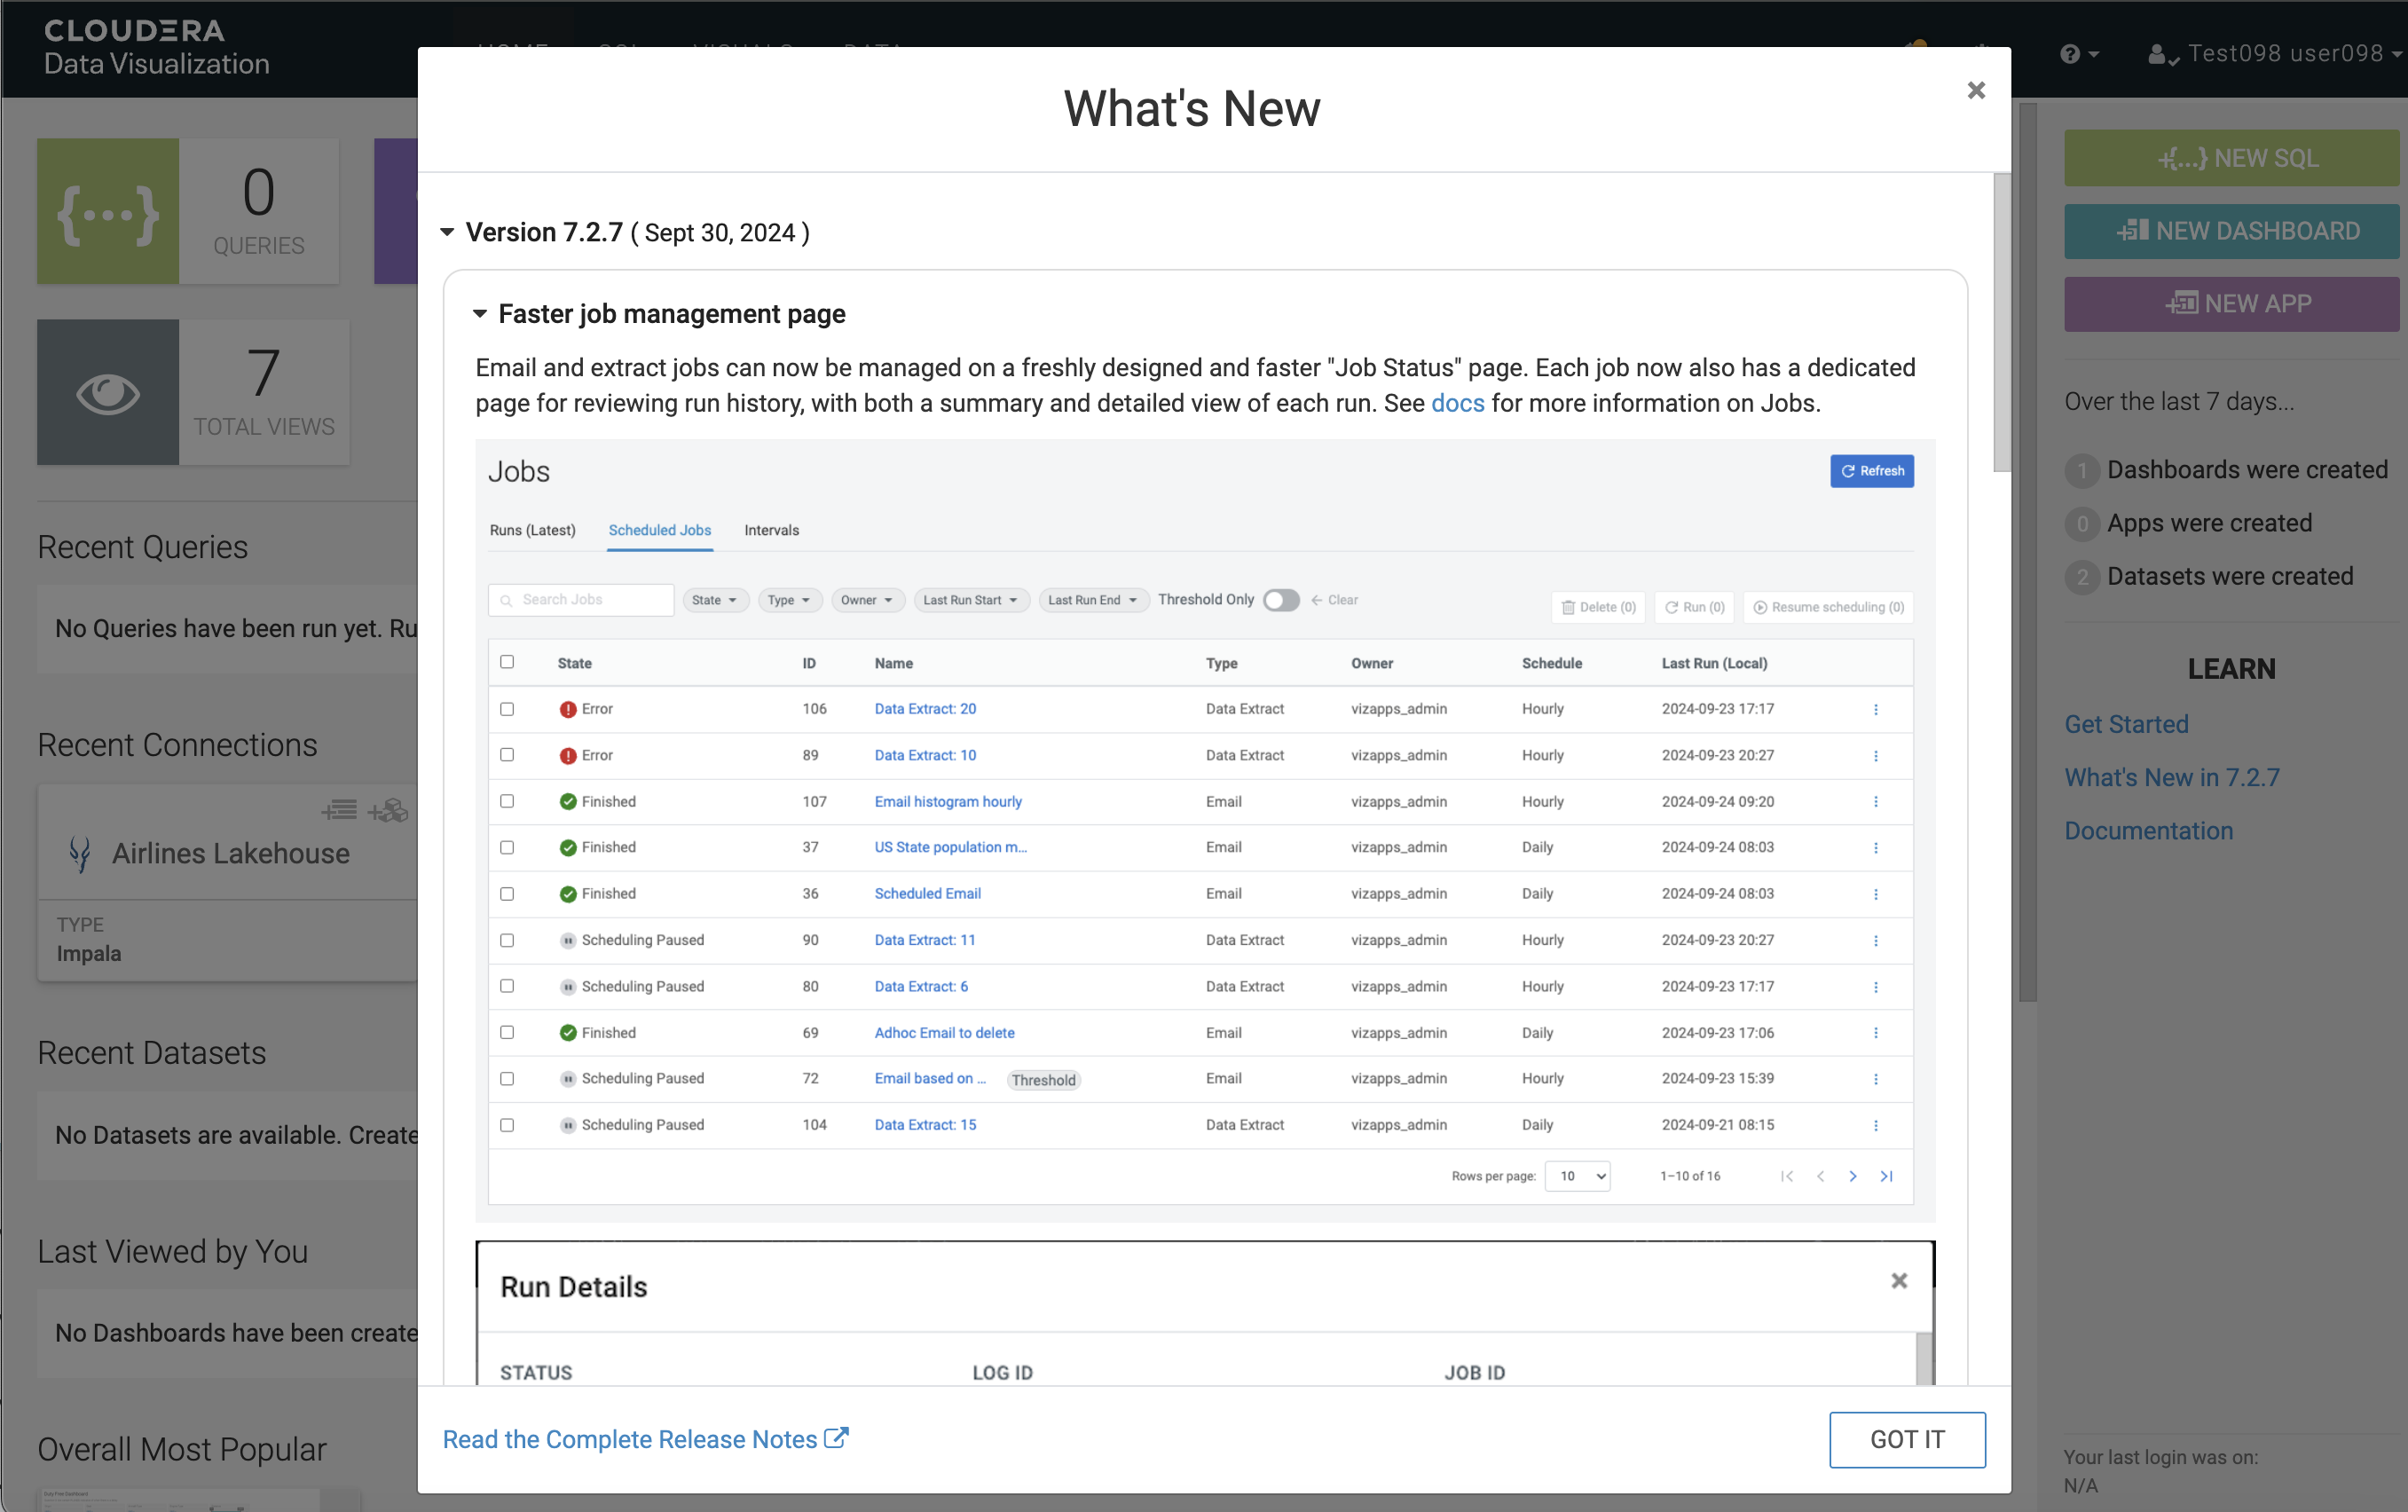 CLOUDERA
Data Visualization
HOME SQL VISUALS DATA
Test098 user098
What's New
0
QUERIES
7
TOTAL VIEWS
Recent Queries
No Queries have been run yet. Ru
Recent Connections
Airlines Lakehouse
TYPE
Impala
Recent Datasets
No Datasets are available. Create
Last Viewed by You
No Dashboards have been create
Overall Most Popular
Version 7.2.7 ( Sept 30, 2024 )
Faster job management page
Email and extract jobs can now be managed on a freshly designed and faster "Job Status" page. Each job now also has a dedicated
page for reviewing run history, with both a summary and detailed view of each run. See docs for more information on Jobs.
Jobs
Refresh
Runs (Latest) Scheduled Jobs Intervals
Search Jobs State Type Owner Last Run Start Last Run End Threshold Only Clear
Delete (0) Run (0) Resume scheduling (0)
State ID Name Type Owner Schedule Last Run (Local)
Error 106 Data Extract: 20 Data Extract vizapps_admin Hourly 2024-09-23 17:17
Error 89 Data Extract: 10 Data Extract vizapps_admin Hourly 2024-09-23 20:27
Finished 107 Email histogram hourly Email vizapps_admin Hourly 2024-09-24 09:20
Finished 37 US State population m... Email vizapps_admin Daily 2024-09-24 08:03
Finished 36 Scheduled Email Email vizapps_admin Daily 2024-09-24 08:03
Scheduling Paused 90 Data Extract: 11 Data Extract vizapps_admin Hourly 2024-09-23 20:27
Scheduling Paused 80 Data Extract: 6 Data Extract vizapps_admin Hourly 2024-09-23 17:17
Finished 69 Adhoc Email to delete Email vizapps_admin Daily 2024-09-23 17:06
Scheduling Paused 72 Email based on ... Threshold Email vizapps_admin Hourly 2024-09-23 15:39
Scheduling Paused 104 Data Extract: 15 Data Extract vizapps_admin Daily 2024-09-21 08:15
Rows per page: 10 1–10 of 16
Run Details
STATUS LOG ID JOB ID
Read the Complete Release Notes
GOT IT
+{...} NEW SQL
NEW DASHBOARD
NEW APP
Over the last 7 days...
1 Dashboards were created
0 Apps were created
2 Datasets were created
LEARN
Get Started
What's New in 7.2.7
Documentation
Your last login was on:
N/A